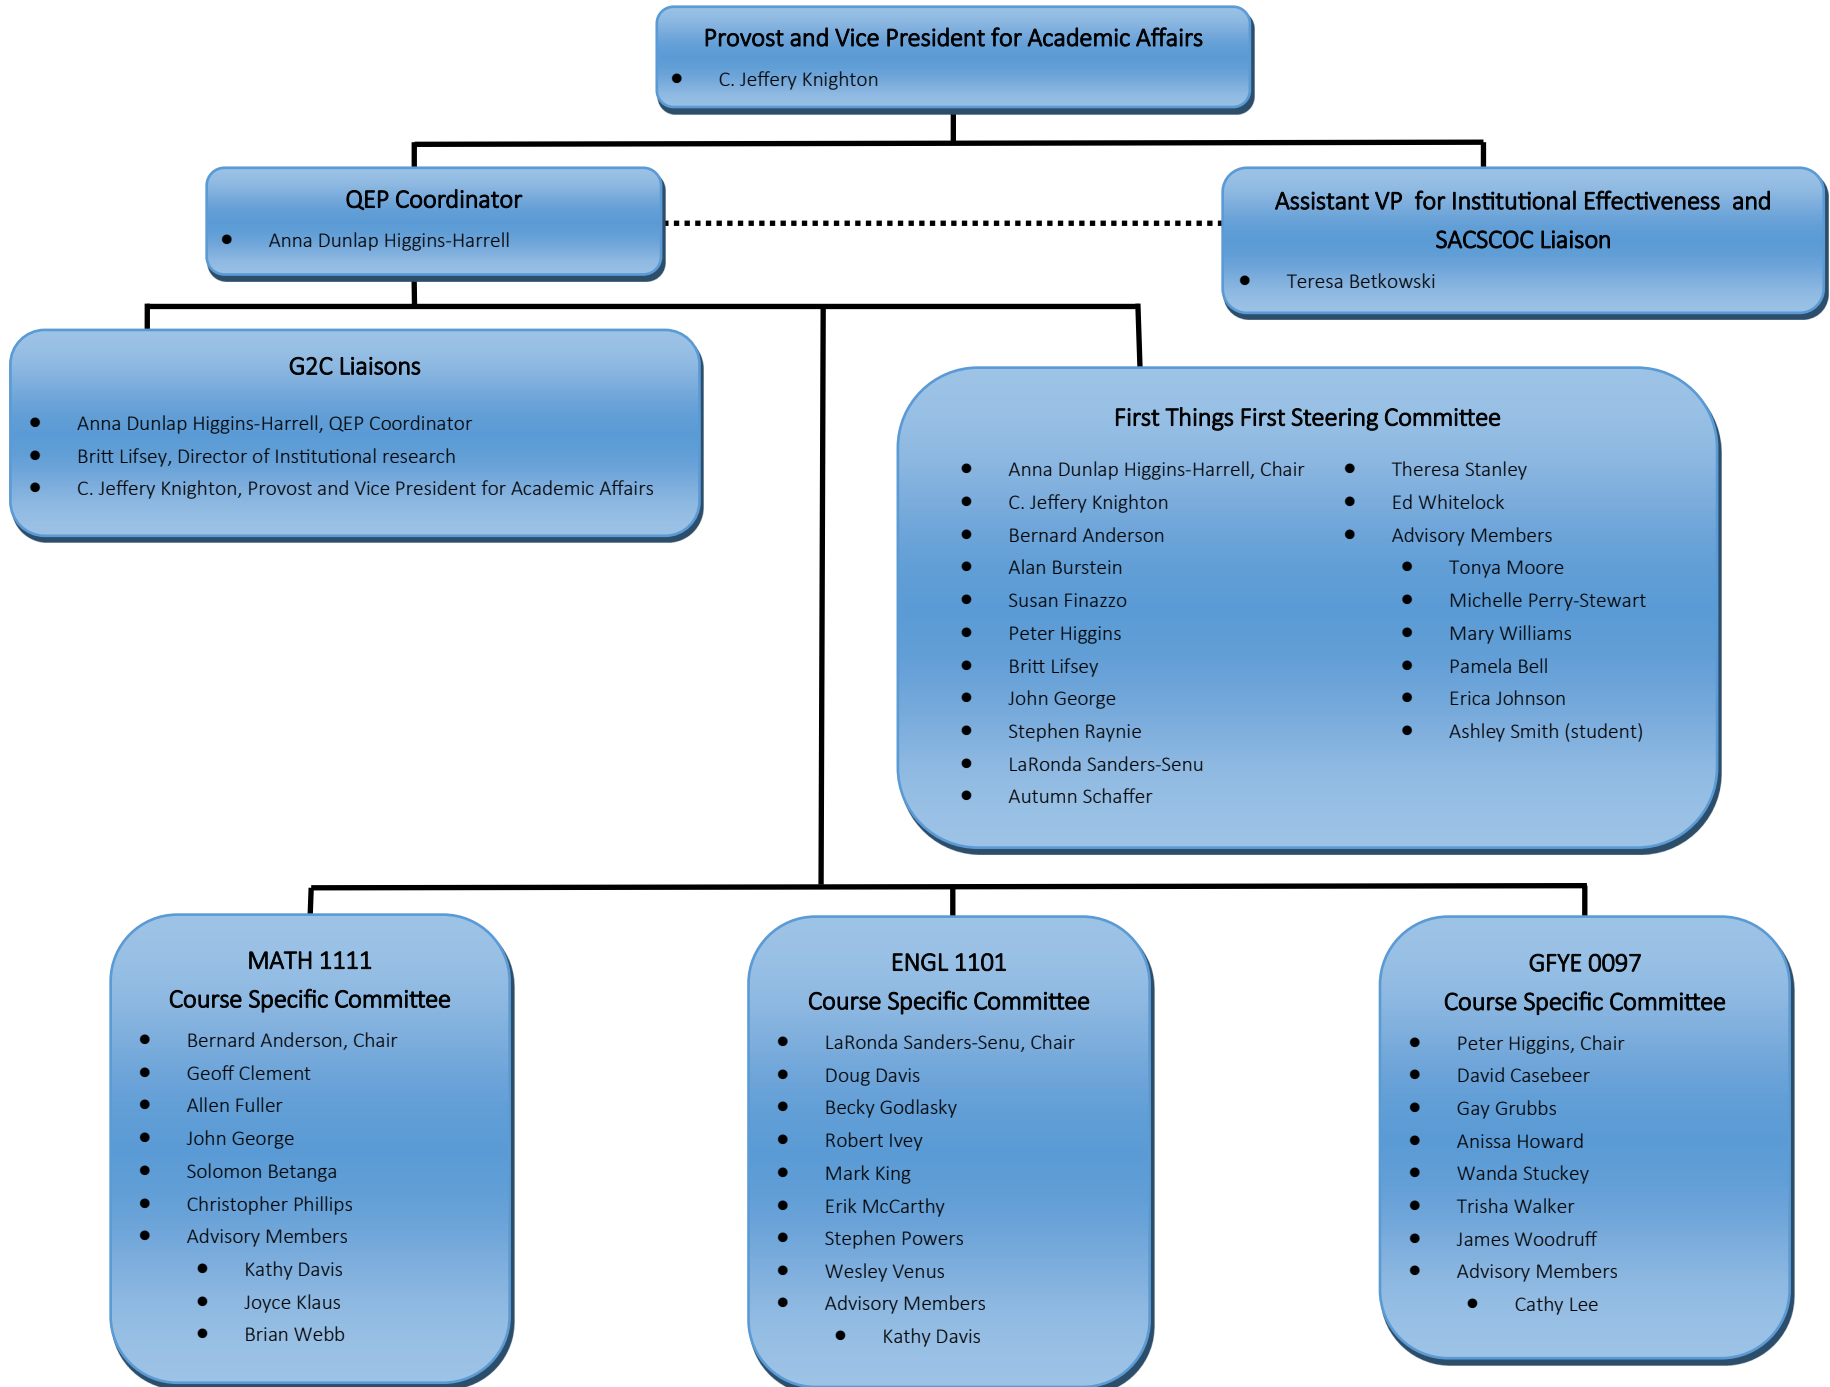 Provost and Vice President for Academic Affairs
• C. Jeffery Knighton
QEP Coordinator
• Anna Dunlap Higgins-Harrell
Assistant VP for Institutional Effectiveness and
SACSCOC Liaison
• Teresa Betkowski
G2C Liaisons
• Anna Dunlap Higgins-Harrell, QEP Coordinator
• Britt Lifsey, Director of Institutional research
• C. Jeffery Knighton, Provost and Vice President for Academic Affairs
First Things First Steering Committee
• Anna Dunlap Higgins-Harrell, Chair
• C. Jeffery Knighton
• Bernard Anderson
• Alan Burstein
• Susan Finazzo
• Peter Higgins
• Britt Lifsey
• John George
• Stephen Raynie
• LaRonda Sanders-Senu
• Autumn Schaffer
• Theresa Stanley
• Ed Whitelock
• Advisory Members
• Tonya Moore
• Michelle Perry-Stewart
• Mary Williams
• Pamela Bell
• Erica Johnson
• Ashley Smith (student)
MATH 1111
Course Specific Committee
• Bernard Anderson, Chair
• Geoff Clement
• Allen Fuller
• John George
• Solomon Betanga
• Christopher Phillips
• Advisory Members
• Kathy Davis
• Joyce Klaus
• Brian Webb
ENGL 1101
Course Specific Committee
• LaRonda Sanders-Senu, Chair
• Doug Davis
• Becky Godlasky
• Robert Ivey
• Mark King
• Erik McCarthy
• Stephen Powers
• Wesley Venus
• Advisory Members
• Kathy Davis
GFYE 0097
Course Specific Committee
• Peter Higgins, Chair
• David Casebeer
• Gay Grubbs
• Anissa Howard
• Wanda Stuckey
• Trisha Walker
• James Woodruff
• Advisory Members
• Cathy Lee